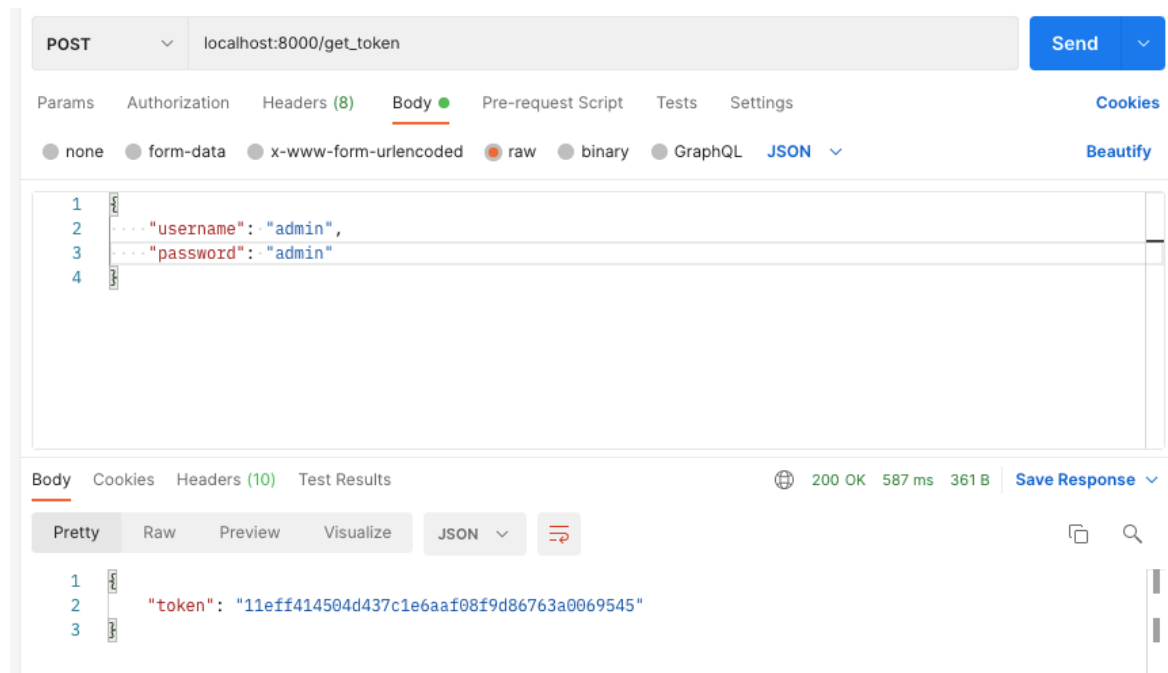 POST localhost:8000/get_token Send
Params Authorization Headers (8) Body Pre-request Script Tests Settings Cookies
none form-data x-www-form-urlencoded raw binary GraphQL JSON Beautify
1 {
2 "username": "admin",
3 "password": "admin"
4 }
Body Cookies Headers (10) Test Results 200 OK 587 ms 361 B Save Response
Pretty Raw Preview Visualize JSON
1 {
2 "token": "11eff414504d437c1e6aaf08f9d86763a0069545"
3 }